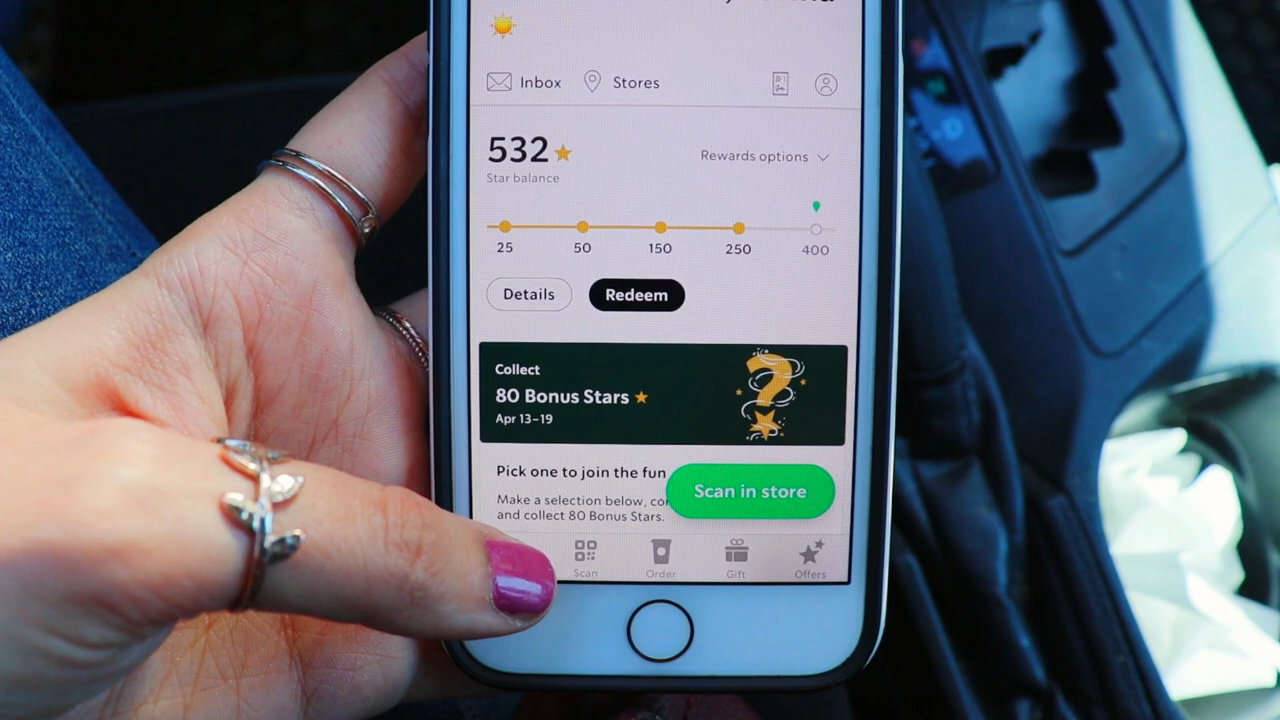 Inbox Stores
532
Rewards options
Star balance
25 50 150 250 400
Details Redeem
Collect
80 Bonus Stars
Apr 13-19
Pick one to join the fun
Make a selection below,
and collect 80 Bonus Stars.
Scan in store
Scan Order Gift Offers